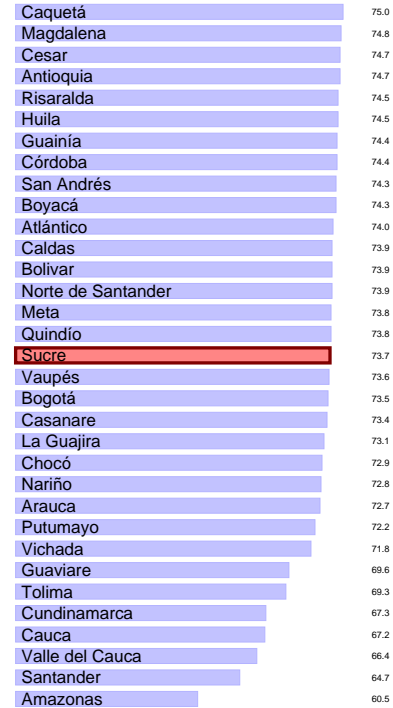 Caquetá 75.0
Magdalena 74.8
Cesar 74.7
Antioquia 74.7
Risaralda 74.5
Huila 74.5
Guainía 74.4
Córdoba 74.4
San Andrés 74.3
Boyacá 74.3
Atlántico 74.0
Caldas 73.9
Bolivar 73.9
Norte de Santander 73.9
Meta 73.8
Quindío 73.8
Sucre 73.7
Vaupés 73.6
Bogotá 73.5
Casanare 73.4
La Guajira 73.1
Chocó 72.9
Nariño 72.8
Arauca 72.7
Putumayo 72.2
Vichada 71.8
Guaviare 69.6
Tolima 69.3
Cundinamarca 67.3
Cauca 67.2
Valle del Cauca 66.4
Santander 64.7
Amazonas 60.5